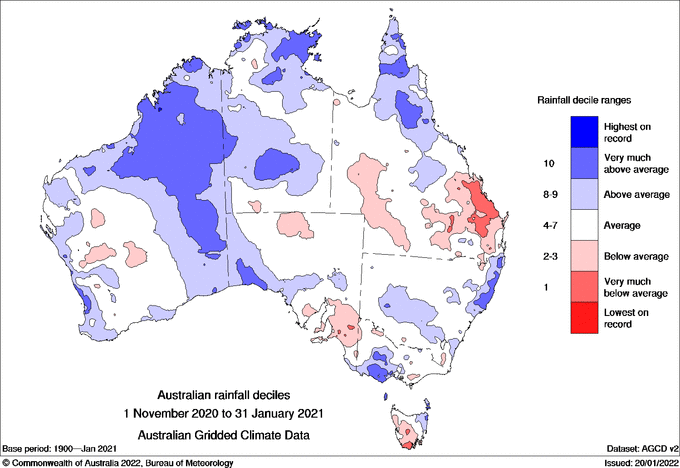 Rainfall decile ranges
Highest on
record
10
Very much
above average
8-9
Above average
4-7
Average
2-3
Below average
1
Very much
below average
Lowest on
record
Australian rainfall deciles
1 November 2020 to 31 January 2021
Australian Gridded Climate Data
Base period: 1900—Jan 2021
Dataset: AGCD v2
© Commonwealth of Australia 2022, Bureau of Meteorology
Issued: 20/01/2022